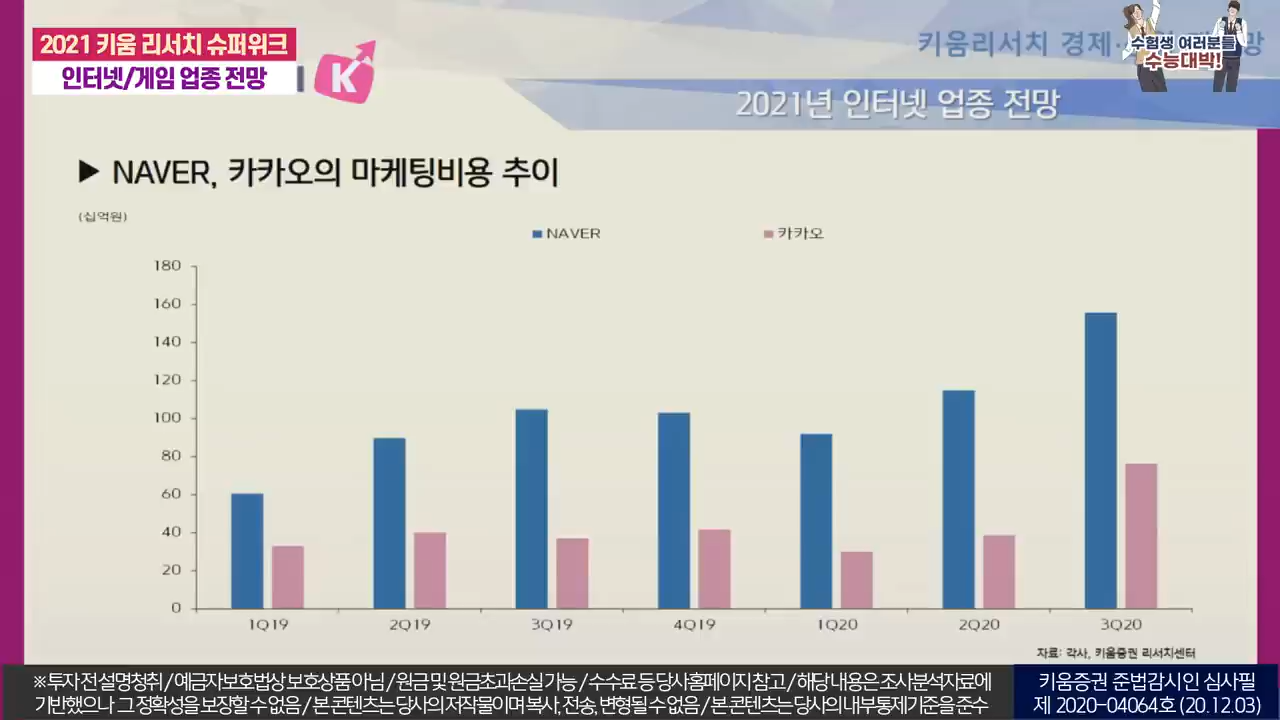 2021 키움 리서치 슈퍼위크
인터넷/게임 업종 전망
K
키움리서치 경제
망
수험생 여러분들
수능대박!
2021년 인터넷 업종 전망
▶ NAVER, 카카오의 마케팅비용 추이
(십억원)
NAVER 카카오
180
160
140
120
100
80
60
40
20
0
1Q19 2Q19 3Q19 4Q19 1Q20 2Q20 3Q20
자료: 각사, 키움증권 리서치센터
※ 투자 전 설명청취 / 예금자보호법상 보호상품 아님 / 원금 및 원금초과손실 가능 / 수수료 등 당사 홈페이지 참고 / 해당 내용은 조사분석자료에
기반했으나 그 정확성을 보장할 수 없음 / 본 콘텐츠는 당사의 저작물이며 복사, 전송, 변형될 수 없음 / 본 콘텐츠는 당사의 내부통제기준을 준수
키움증권 준법감시인 심사필
제 2020-04064호 (20.12.03)